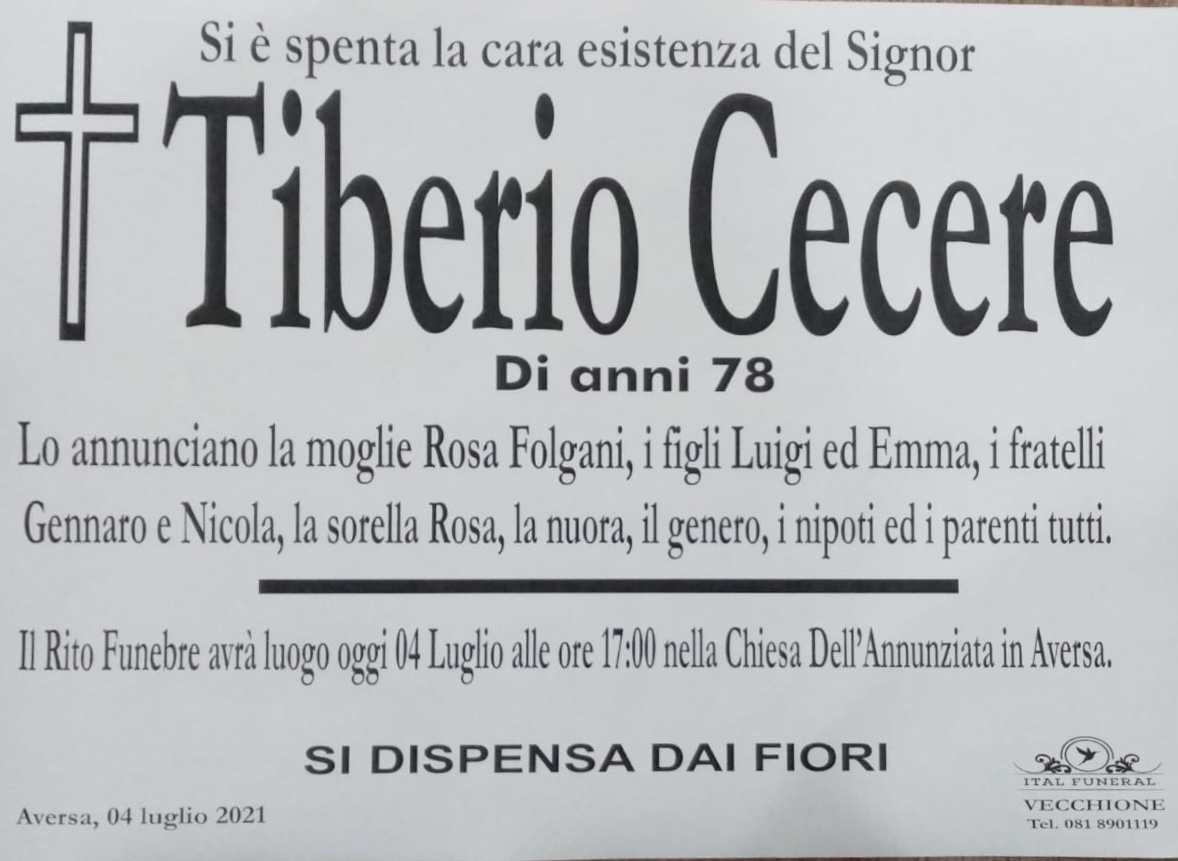 Si è spenta la cara esistenza del Signor
Tiberio Cecere
Di anni 78
Lo annunciano la moglie Rosa Folgani, i figli Luigi ed Emma, i fratelli
Gennaro e Nicola, la sorella Rosa, la nuora, il genero, i nipoti ed i parenti tutti.
Il Rito Funebre avrà luogo oggi 04 Luglio alle ore 17:00 nella Chiesa Dell'Annunziata in Aversa.
SI DISPENSA DAI FIORI
Aversa, 04 luglio 2021
ITAL FUNERAL
VECCHIONE
Tel. 081 8901119